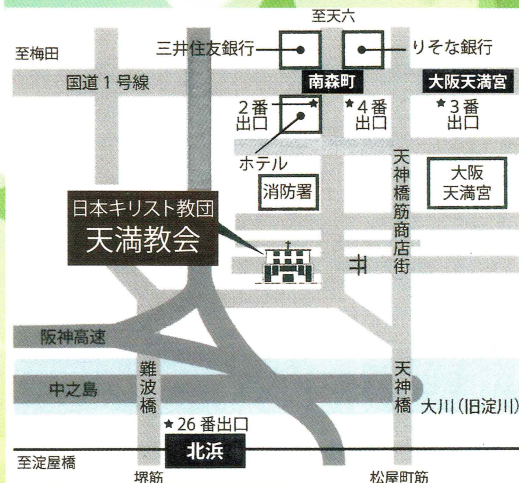 至天六
三井住友銀行
りそな銀行
至梅田
国道1号線
南森町
大阪天満宮
2番
出口
4番
出口
3番
出口
ホテル
消防署
大阪
天満宮
天神橋筋商店街
日本キリスト教団
天満教会
阪神高速
中之島
難波橋
天神橋
大川(旧淀川)
★26番出口
北浜
至淀屋橋
堺筋
松屋町筋